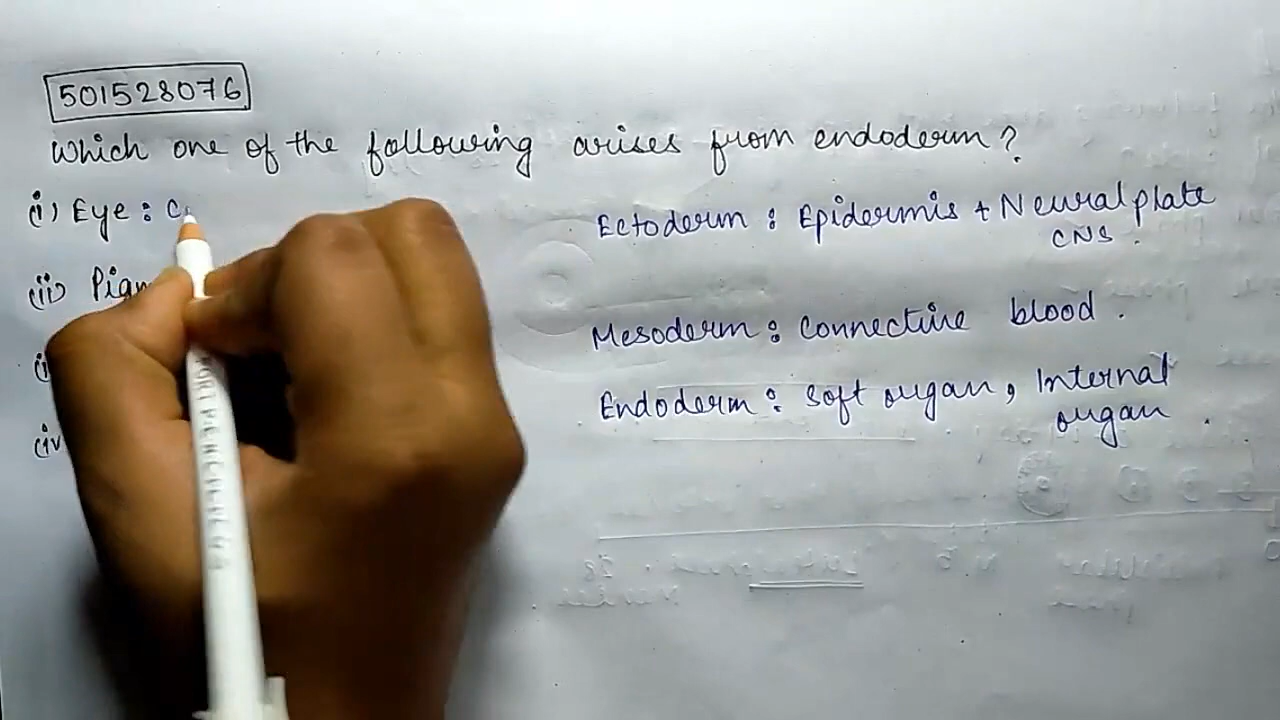 501528076
Which one of the following arises from endoderm?
(i) Eye : C
Ectoderm : Epidermis + Neural plate
CNS .
(ii)
Mesoderm : Connective blood .
Endoderm : Soft organ, Internal
organ .
(iv